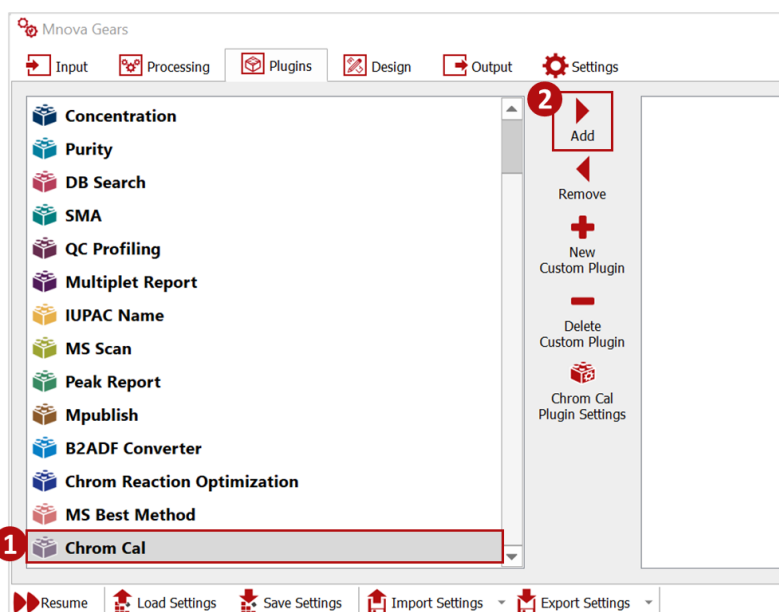 Mnova Gears
Input Processing Plugins Design Output Settings
Concentration
Purity
DB Search
SMA
QC Profiling
Multiplet Report
IUPAC Name
MS Scan
Peak Report
Mpublish
B2ADF Converter
Chrom Reaction Optimization
MS Best Method
1 Chrom Cal
2
Add
Remove
New
Custom Plugin
Delete
Custom Plugin
Chrom Cal
Plugin Settings
Resume Load Settings Save Settings Import Settings Export Settings